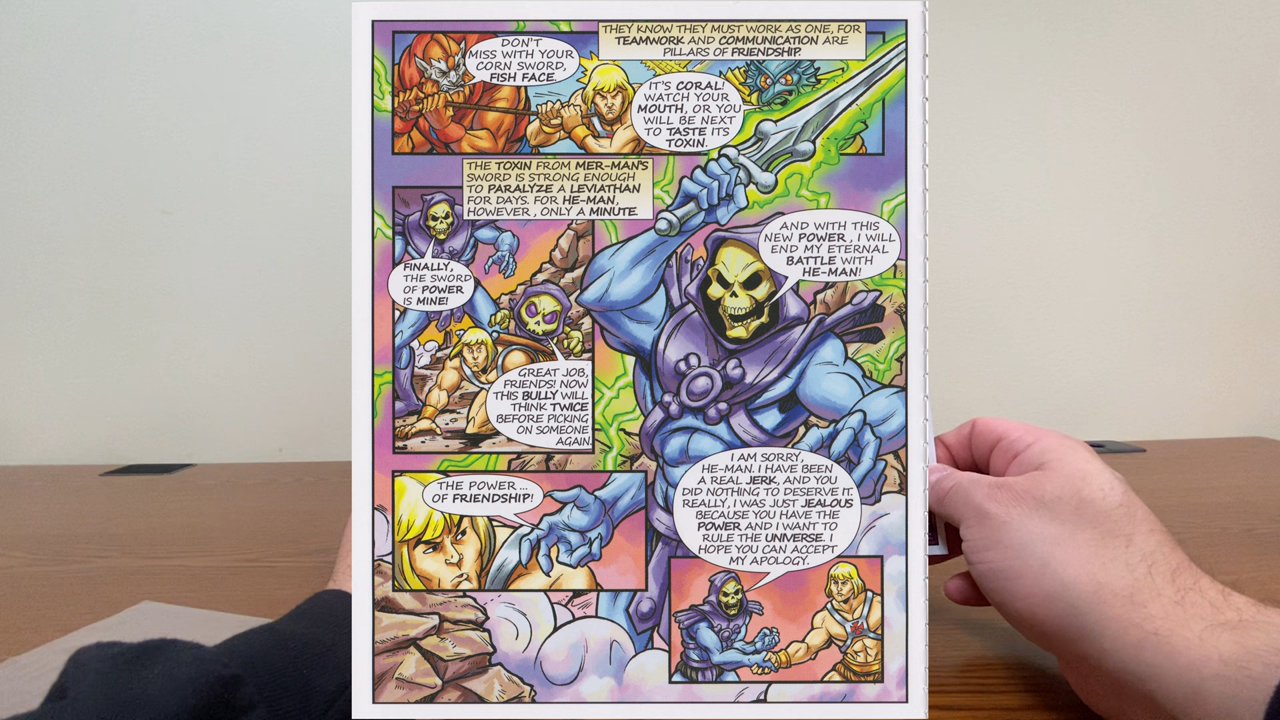 THEY KNOW THEY MUST WORK AS ONE, FOR
TEAMWORK AND COMMUNICATION ARE
PILLARS OF FRIENDSHIP.
DON'T
MISS WITH YOUR
CORN SWORD,
FISH FACE.
IT'S CORAL!
WATCH YOUR
MOUTH, OR YOU
WILL BE NEXT
TO TASTE ITS
TOXIN.
THE TOXIN FROM MER-MAN'S
SWORD IS STRONG ENOUGH
TO PARALYZE A LEVIATHAN
FOR DAYS. FOR HE-MAN,
HOWEVER, ONLY A MINUTE.
FINALLY,
THE SWORD
OF POWER
IS MINE!
GREAT JOB,
FRIENDS! NOW
THIS BULLY WILL
THINK TWICE
BEFORE PICKING
ON SOMEONE
AGAIN.
AND WITH THIS
NEW POWER, I WILL
END MY ETERNAL
BATTLE WITH
HE-MAN!
THE POWER...
OF FRIENDSHIP!
I AM SORRY,
HE-MAN. I HAVE BEEN
A REAL JERK, AND YOU
DID NOTHING TO DESERVE IT.
REALLY, I WAS JUST JEALOUS
BECAUSE YOU HAVE THE
POWER AND I WANT TO
RULE THE UNIVERSE. I
HOPE YOU CAN ACCEPT
MY APOLOGY.